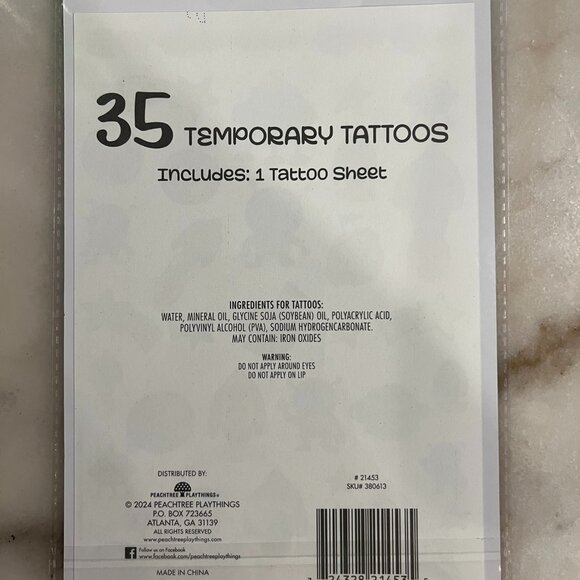 35 TEMPORARY TATTOOS
Includes: 1 Tattoo Sheet
INGREDIENTS FOR TATTOOS:
WATER, MINERAL OIL, GLYCINE SOJA (SOYBEAN) OIL, POLYACRYLIC ACID,
POLYVINYL ALCOHOL (PVA), SODIUM HYDROGENCARBONATE.
MAY CONTAIN: IRON OXIDES
WARNING:
DO NOT APPLY AROUND EYES
DO NOT APPLY ON LIP
DISTRIBUTED BY:
PEACHTREE PLAYTHINGS®
© 2024 PEACHTREE PLAYTHINGS
P.O. BOX 723665
ATLANTA, GA 31139
ALL RIGHTS RESERVED
www.peachtreeplaythings.com
f Follow us on Facebook
www.facebook.com/peachtreeplaythings
MADE IN CHINA
# 21453
SKU# 380613